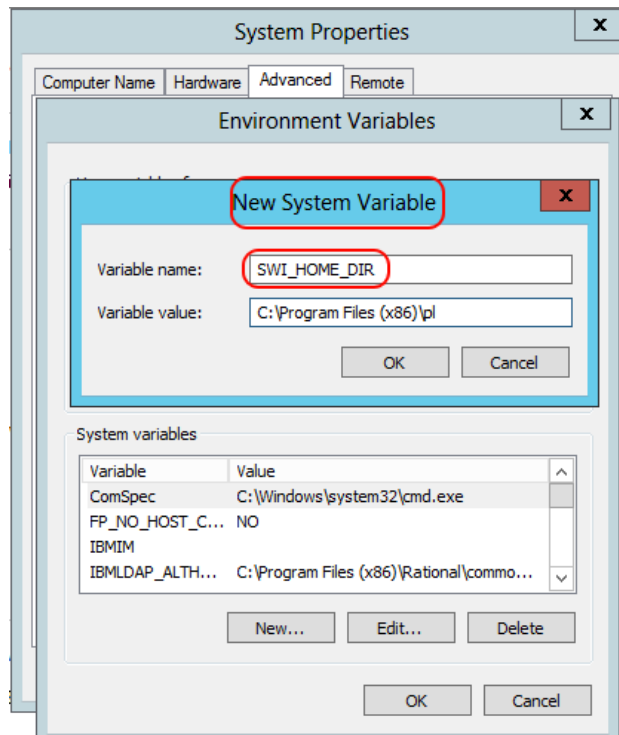 System Properties
x
Computer Name Hardware Advanced Remote
Environment Variables
x
New System Variable
x
Variable name: SWI_HOME_DIR
Variable value: C:\Program Files (x86)\pl
OK Cancel
System variables
Variable Value
ComSpec C:\Windows\system32\cmd.exe
FP_NO_HOST_C... NO
IBMIM
IBMLDAP_ALTH... C:\Program Files (x86)\Rational\commo...
New... Edit... Delete
OK Cancel